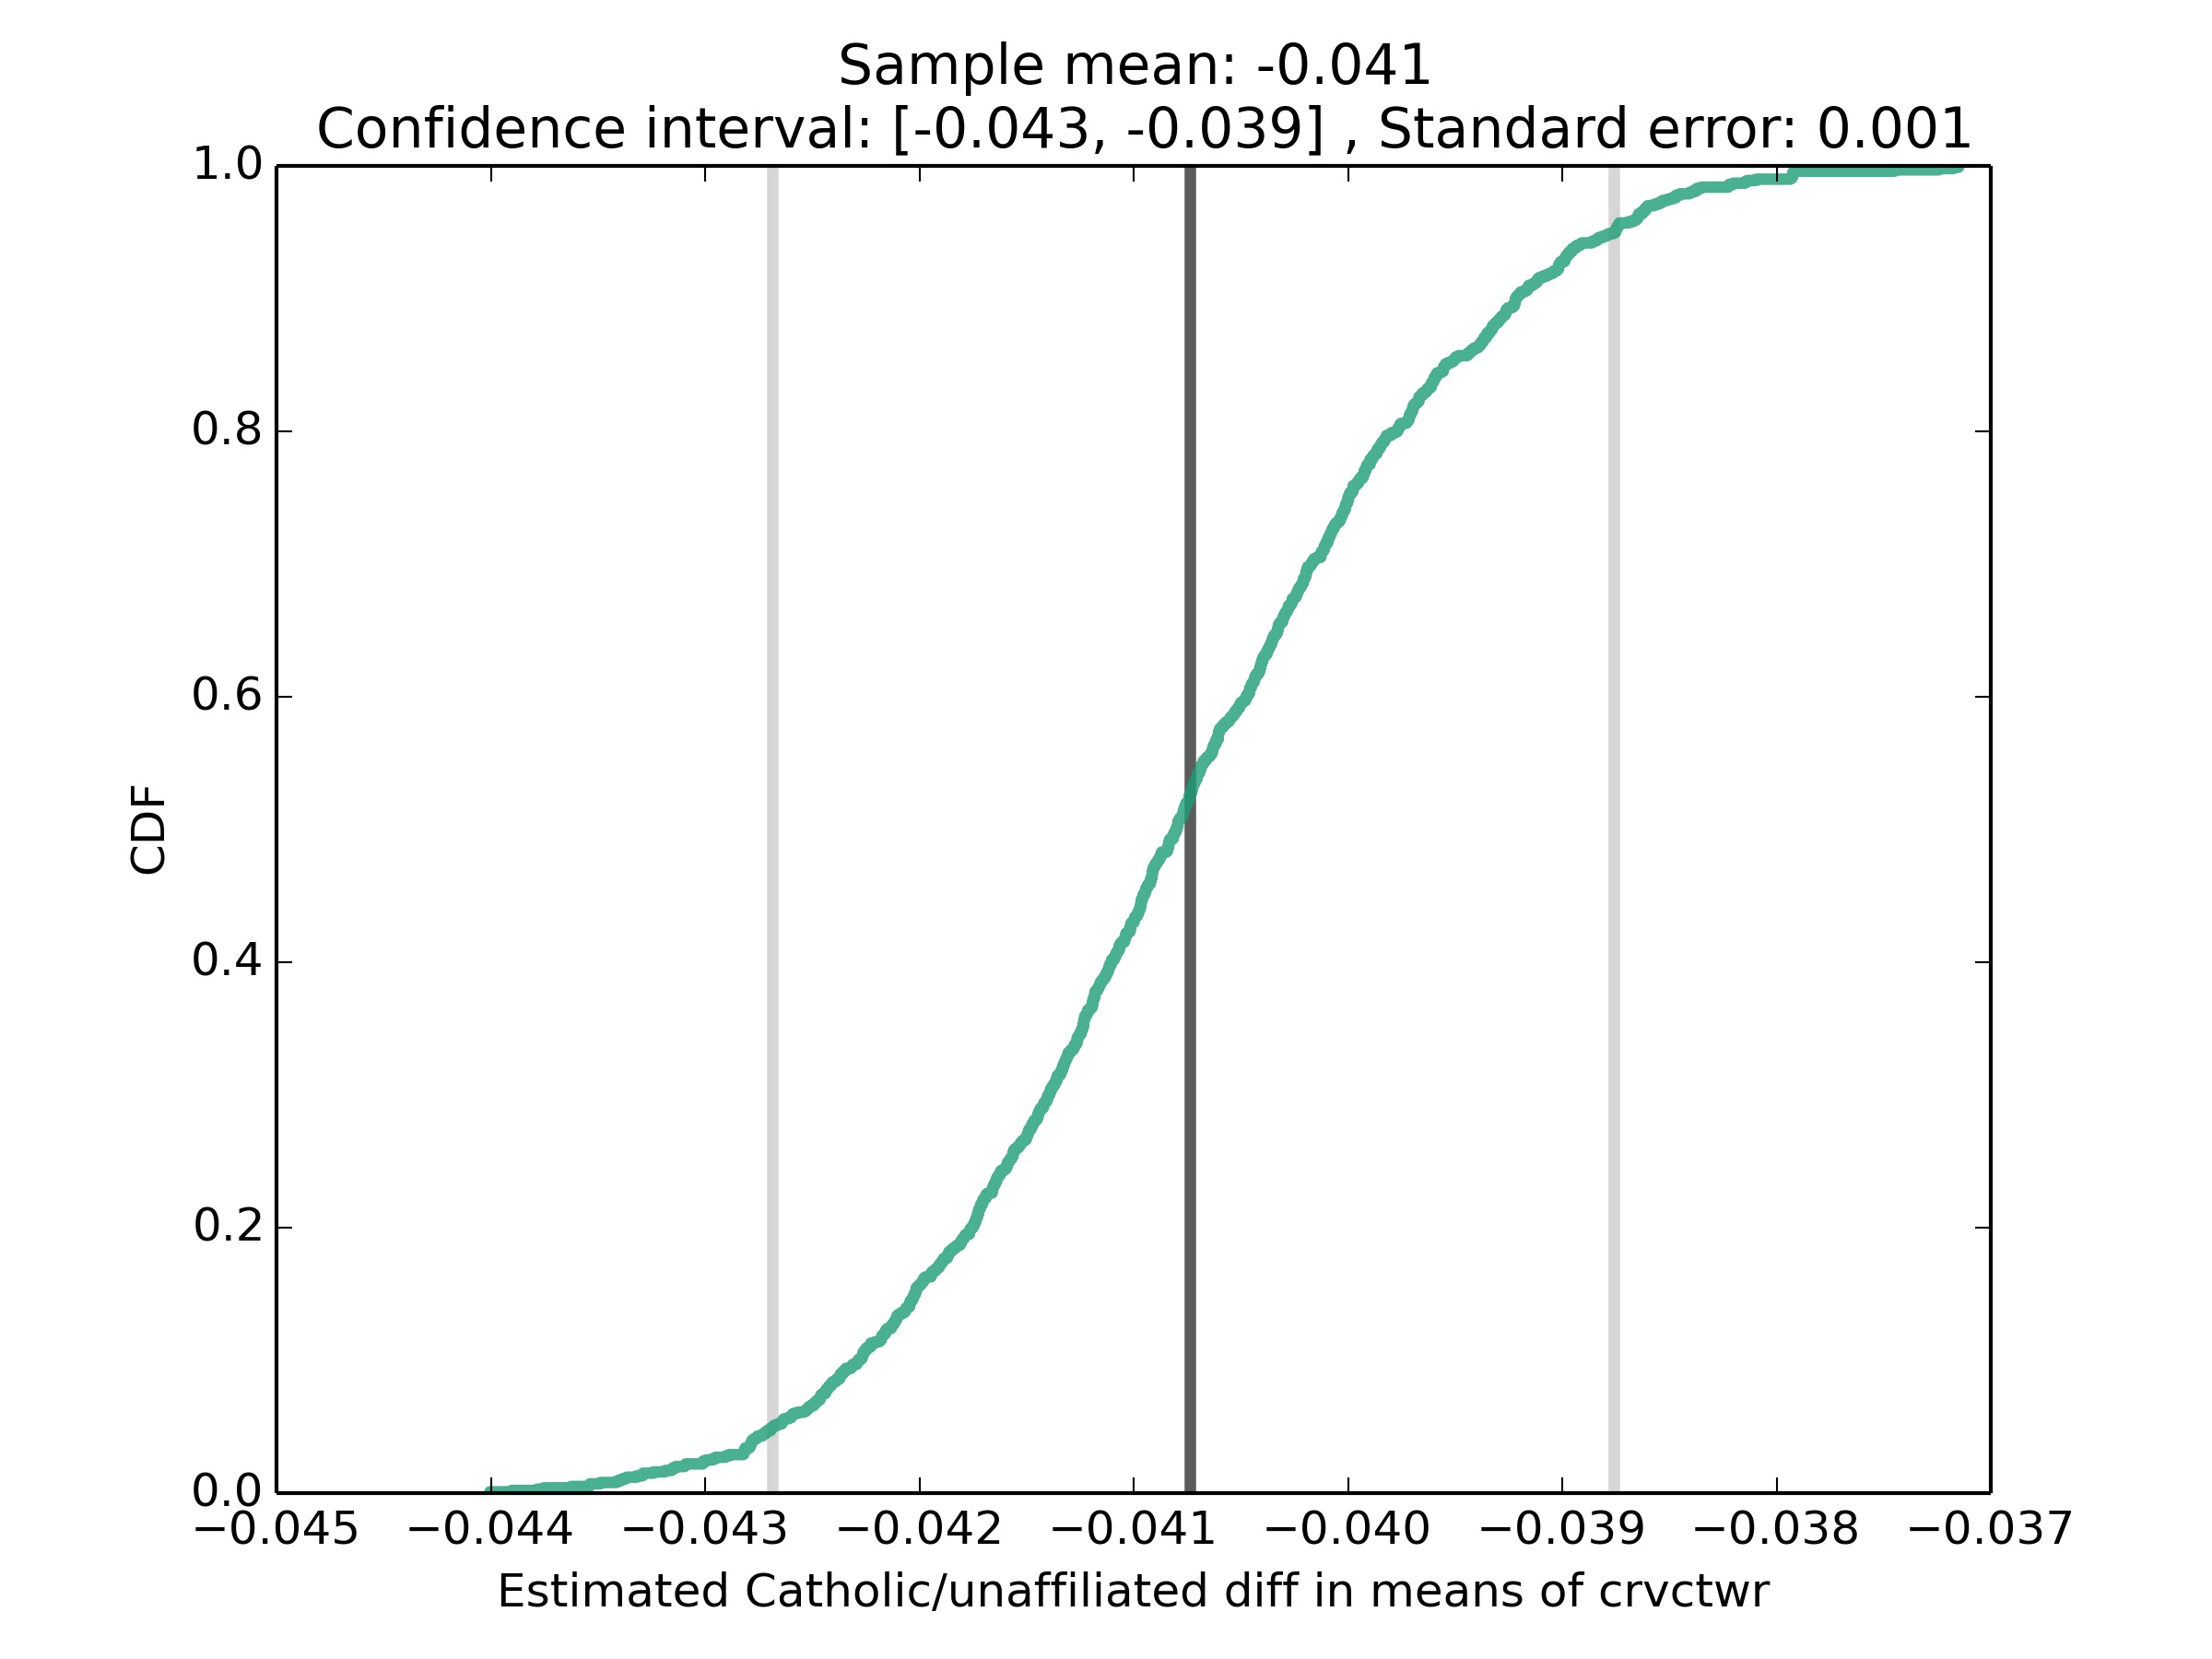 Sample mean: -0.041
Confidence interval: [-0.043, -0.039] , Standard error: 0.001
1.0
0.8
0.6
0.4
0.2
0.0
CDF
−0.045 −0.044 −0.043 −0.042 −0.041 −0.040 −0.039 −0.038 −0.037
Estimated Catholic/unaffiliated diff in means of crvctwr